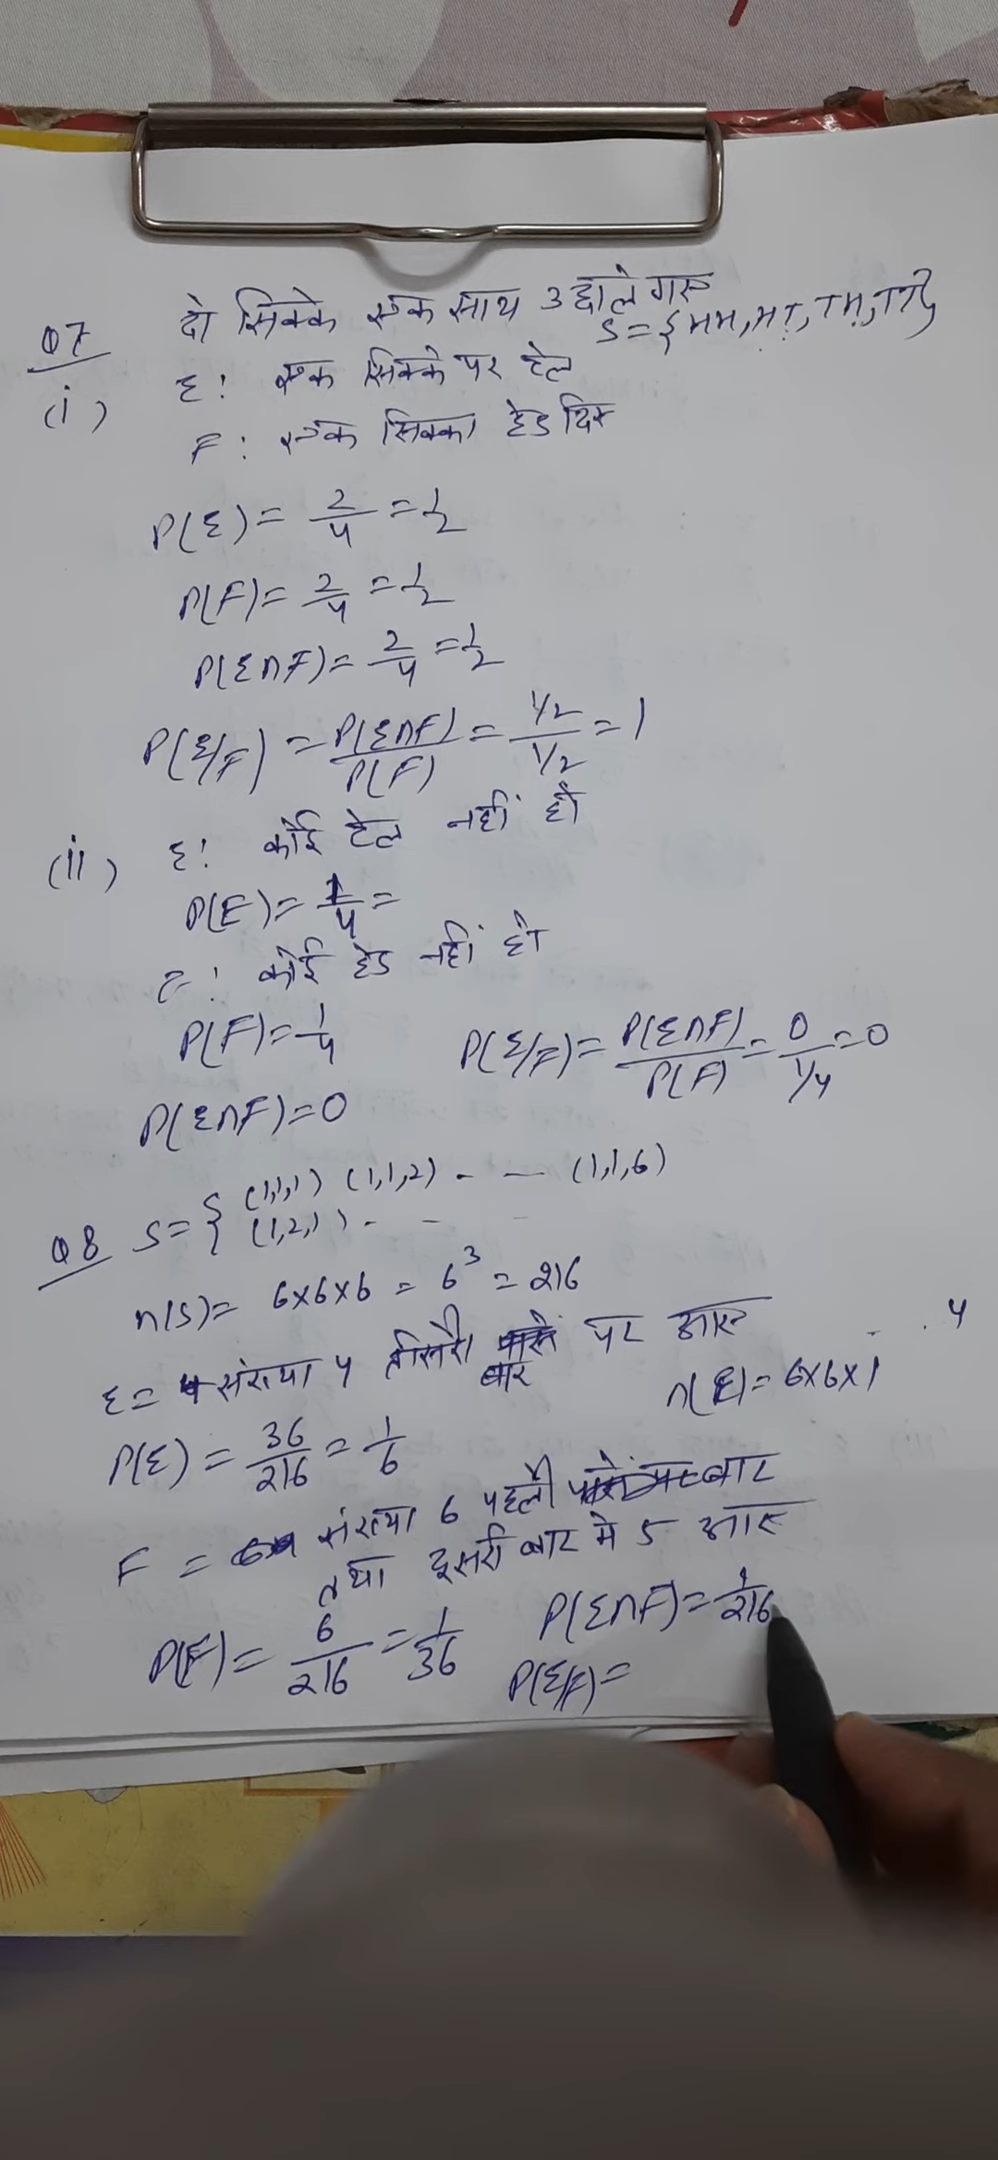 Q7 दो सिक्के एक साथ उछाले गए
S = {HH, HT, TH, TT}
(i) E: एक सिक्के पर टेल
F: एक सिक्का हेड दिए
P(E) = 2/4 = 1/2
P(F) = 2/4 = 1/2
P(E∩F) = 2/4 = 1/2
P(E/F) = P(E∩F)/P(F) = 1/2 / 1/2 = 1
(ii) E: कोई टेल नहीं हो
P(E) = 1/4 =
F: कोई हेड नहीं हो
P(F) = 1/4
P(E/F) = P(E∩F)/P(F) = 0 / 1/4 = 0
P(E∩F) = 0
Q8 S = { (1,1,1) (1,1,2) - — (1,1,6)
(1,2,1) - - -
n(S) = 6×6×6 = 6³ = 216
E = संख्या 4 तीसरी बार पर आए
. . 4
n(E) = 6×6×1
P(E) = 36/216 = 1/6
F = संख्या 6 पहली बार
तथा दूसरी बार मे 5 आए
P(F) = 6/216 = 1/36
P(E∩F) = 1/216
P(E/F) =